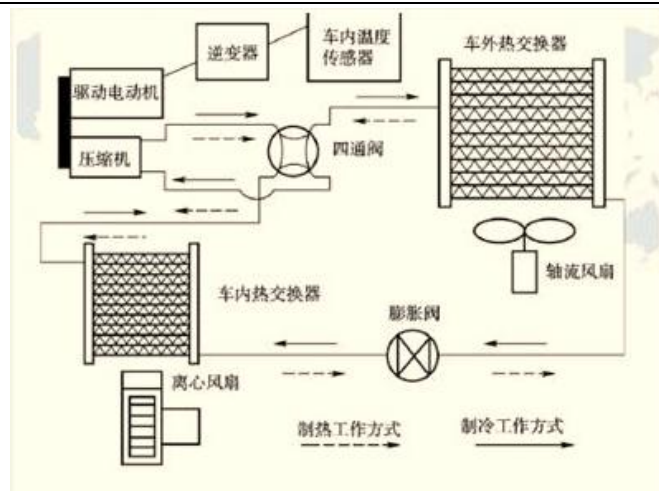 逆变器
车内温度
传感器
车外热交换器
驱动电动机
压缩机
四通阀
轴流风扇
车内热交换器
膨胀阀
离心风扇
制热工作方式
制冷工作方式